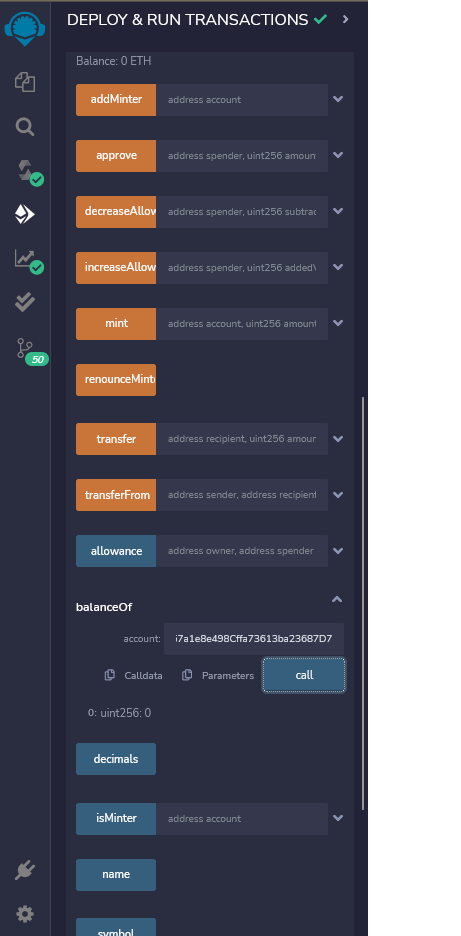 DEPLOY & RUN TRANSACTIONS
Balance: 0 ETH
addMinter address account
approve address spender, uint256 amoun
decreaseAllow address spender, uint256 subtrac
increaseAllow address spender, uint256 added
mint address account, uint256 amount
renounceMint
transfer address recipient, uint256 amour
transferFrom address sender, address recipient
allowance address owner, address spender
balanceOf
account: i7a1e8e498Cffa73613ba23687D7
Calldata Parameters call
0: uint256: 0
decimals
isMinter address account
50
name
symbol